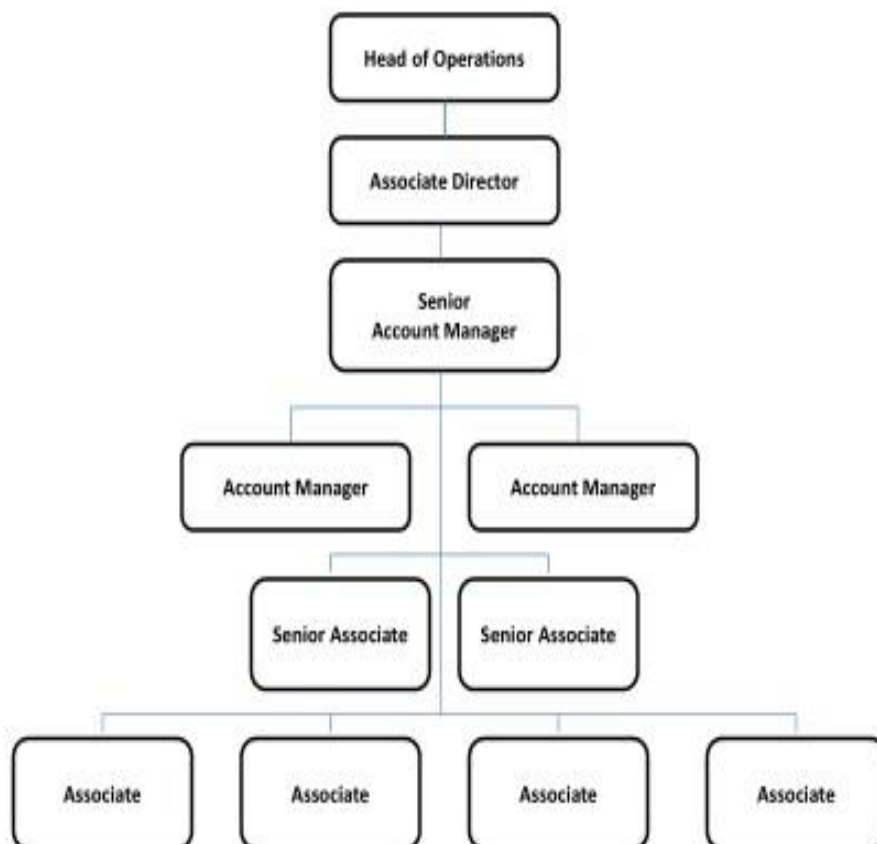 Head of Operations
Associate Director
Senior
Account Manager
Account Manager
Account Manager
Senior Associate
Senior Associate
Associate
Associate
Associate
Associate